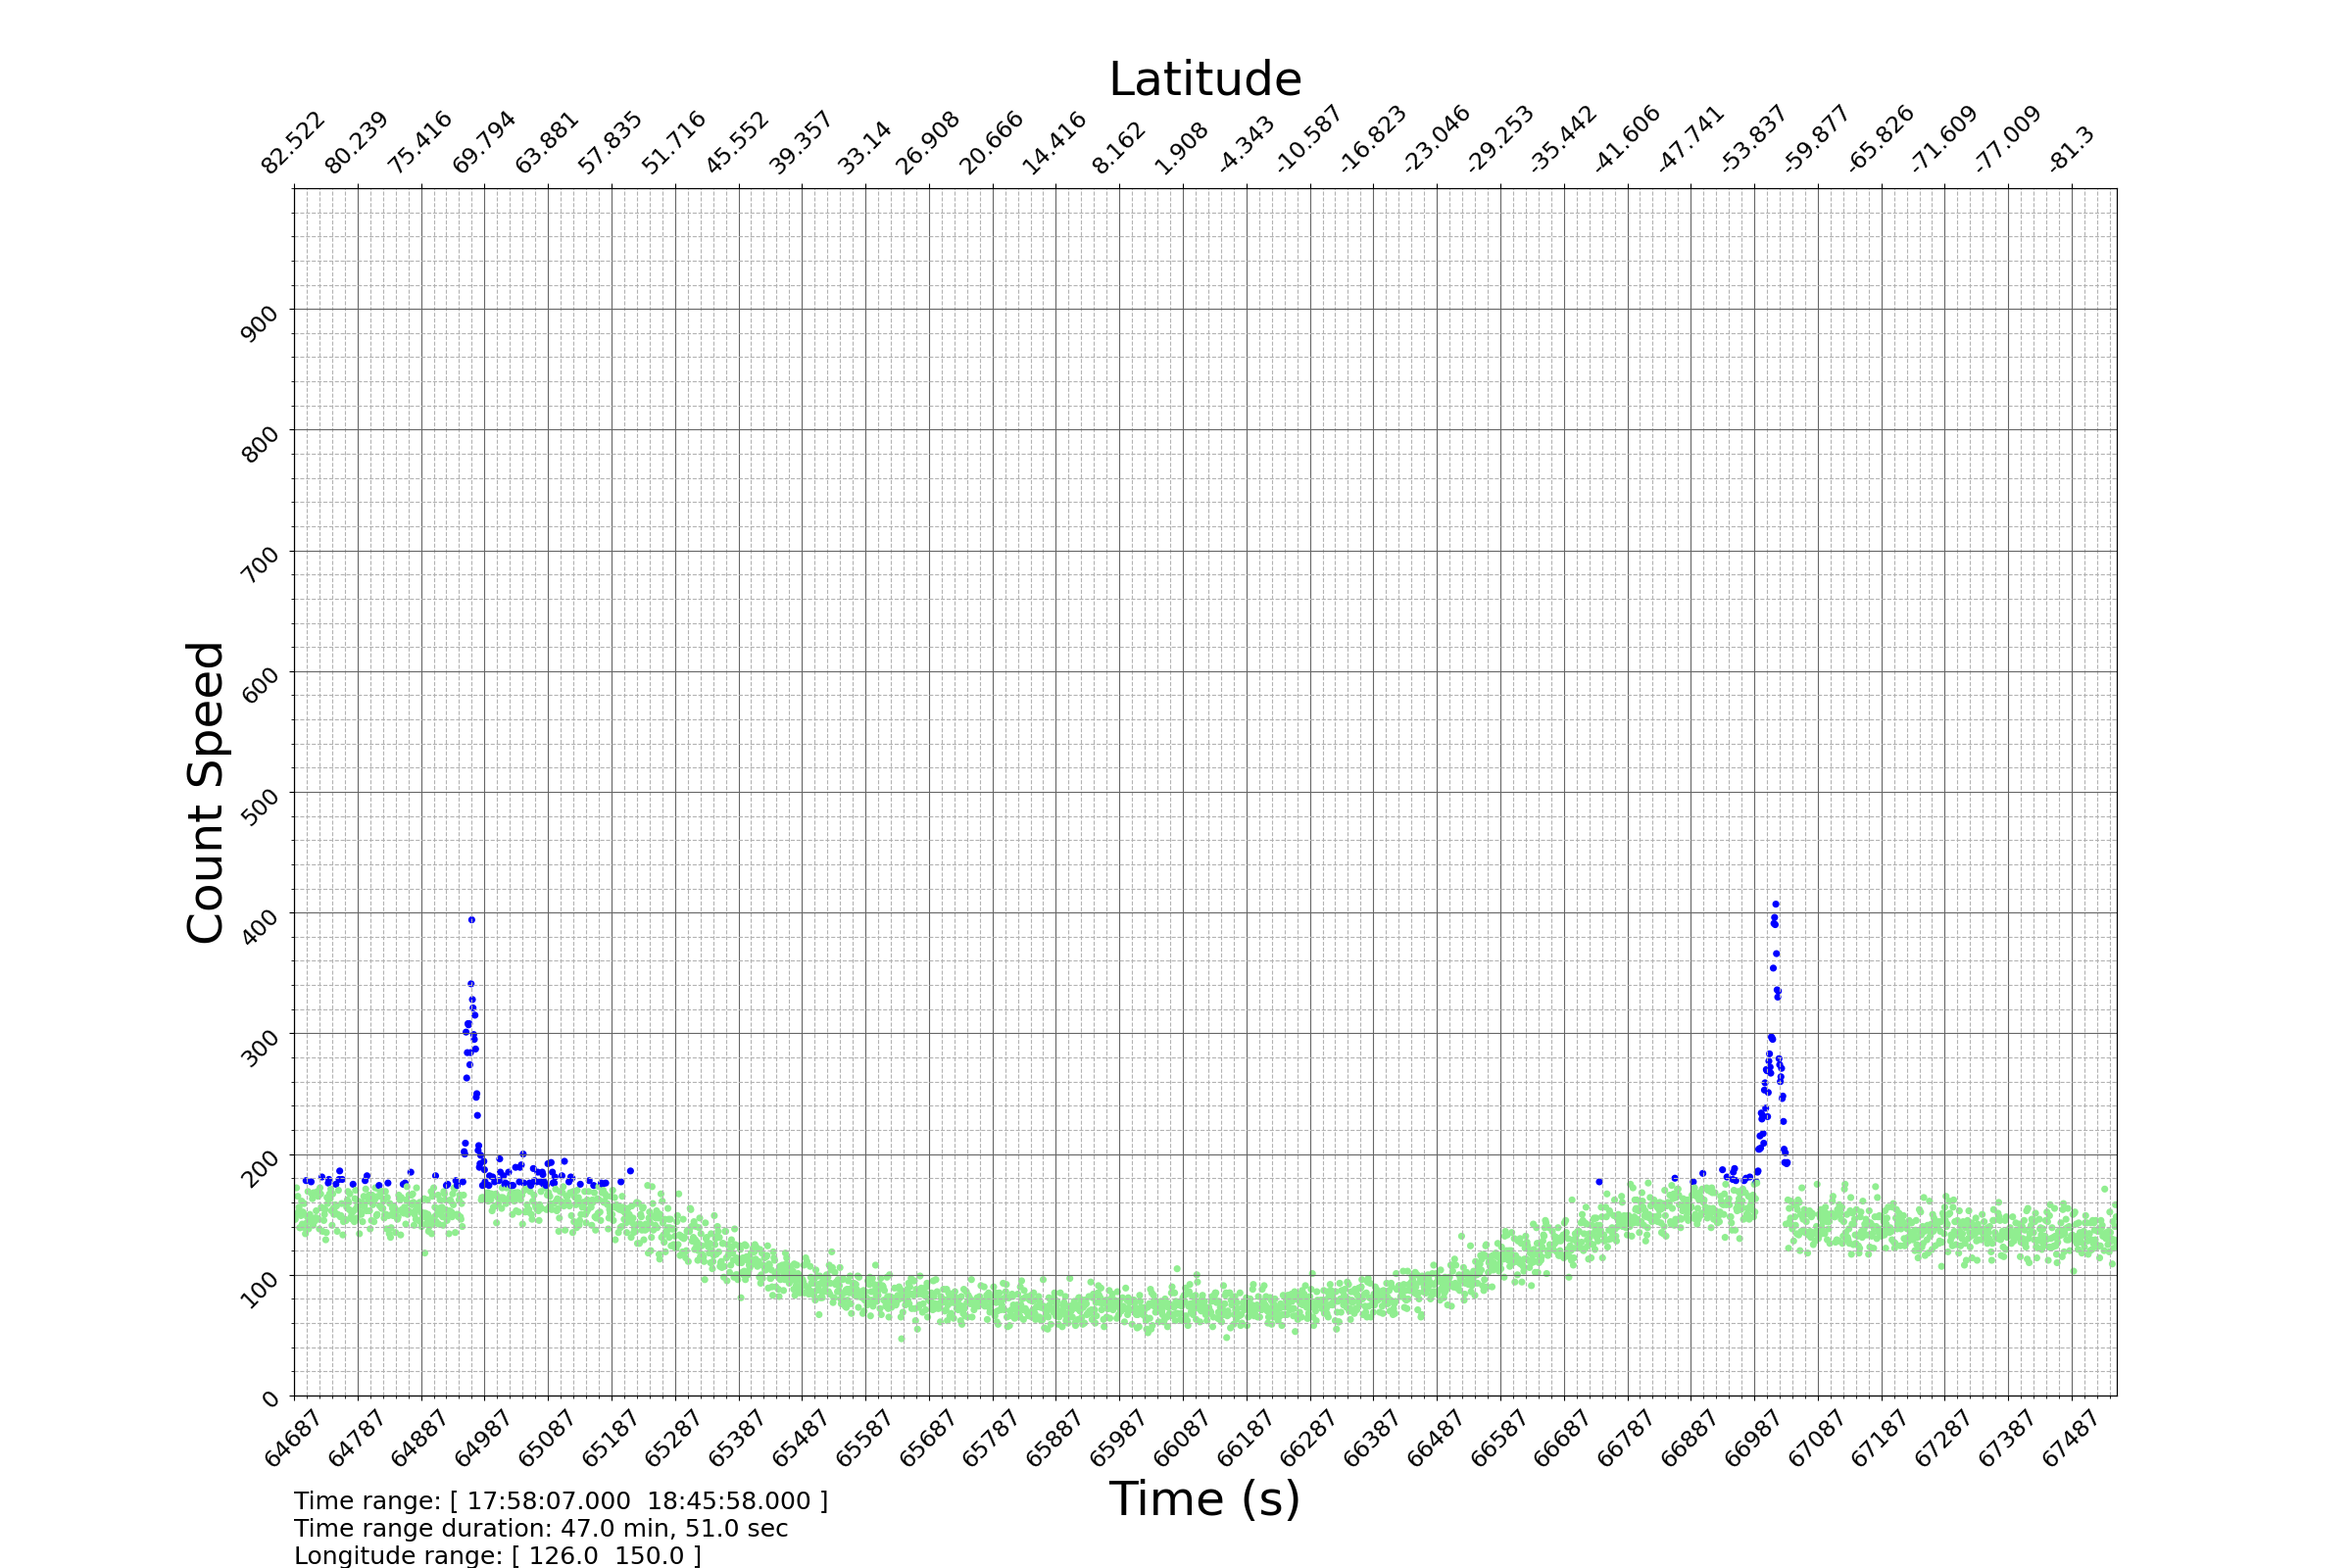 Latitude
82.522 80.239 75.416 69.794 63.881 57.835 51.716 45.552 39.357 33.14 26.908 20.666 14.416 8.162 1.908 -4.343 -10.587 -16.823 -23.046 -29.253 -35.442 -41.606 -47.741 -53.837 -59.877 -65.826 -71.609 -77.009 -81.3
900
800
700
600
500
400
300
200
100
0
Count Speed
64687 64787 64887 64987 65087 65187 65287 65387 65487 65587 65687 65787 65887 65987 66087 66187 66287 66387 66487 66587 66687 66787 66887 66987 67087 67187 67287 67387 67487
Time (s)
Time range: [ 17:58:07.000  18:45:58.000 ]
Time range duration: 47.0 min, 51.0 sec
Longitude range: [ 126.0  150.0 ]